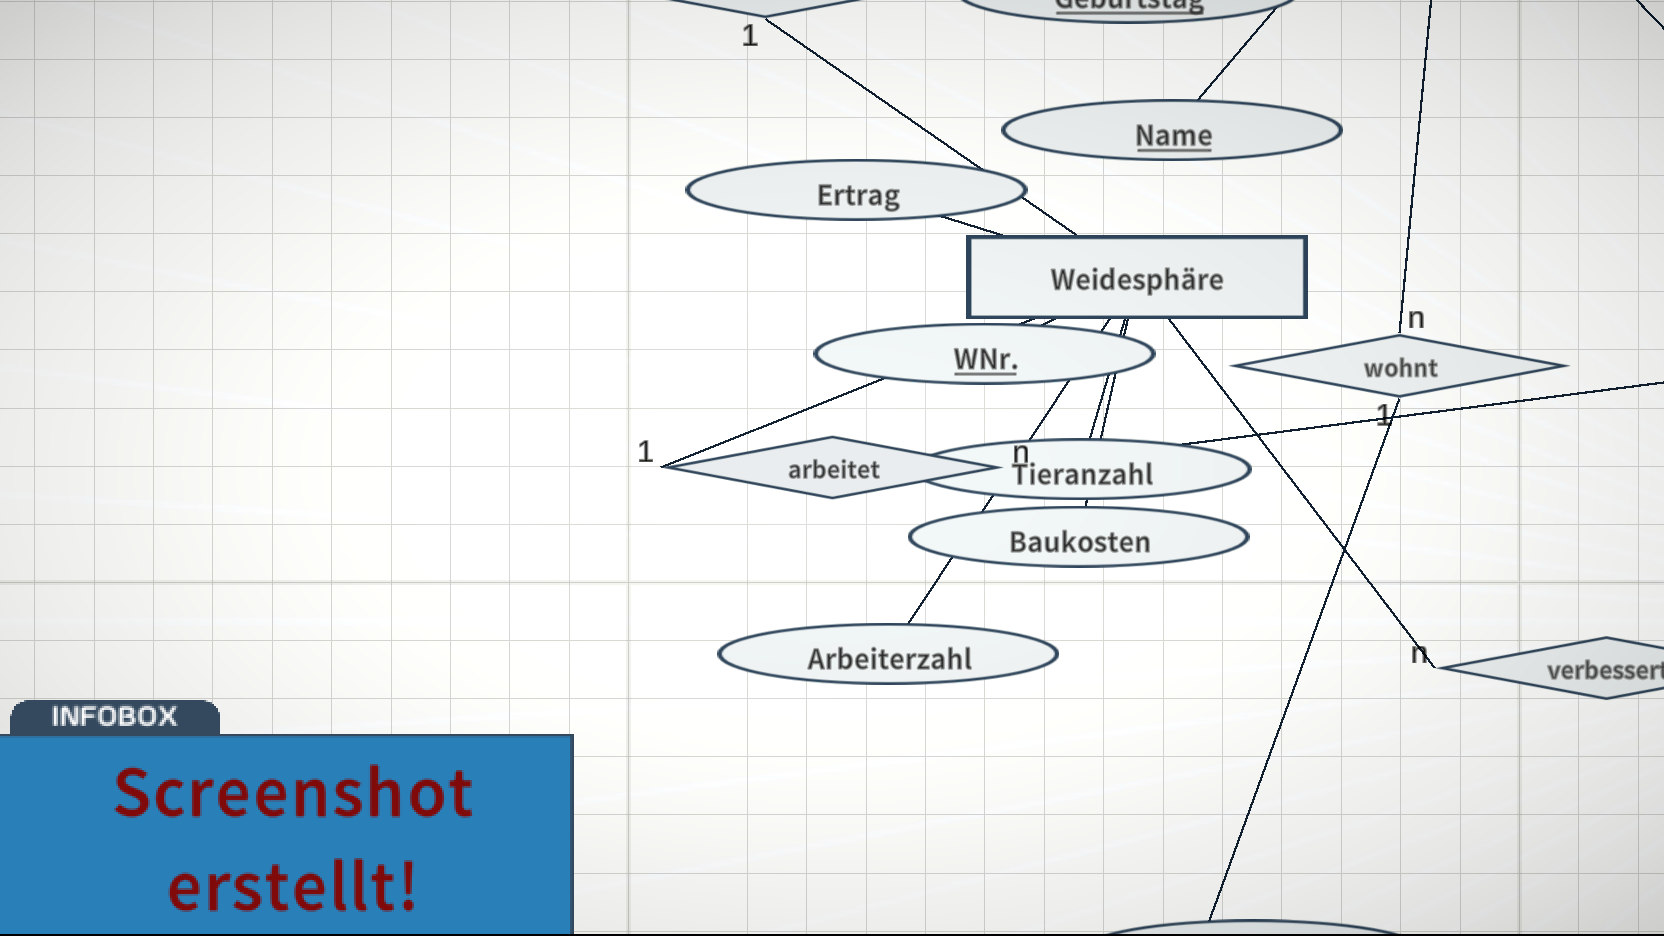 Geburtstag
1
Name
Ertrag
Weidesphäre
n
WNr.
wohnt
1
1
n
arbeitet
Tieranzahl
Baukosten
n
Arbeiterzahl
verbessert
INFOBOX
Screenshot
erstellt!